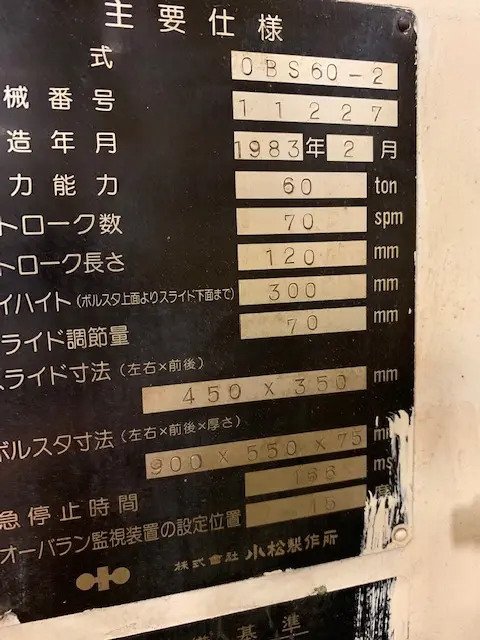 主要仕様
式 OBS60-2
械番号 11227
造年月 1983年2月
力能力 60 ton
トローク数 70 spm
トローク長さ 120 mm
イハイト(ボルスタ上面よりスライド下面まで) 300 mm
ライド調節量 70 mm
スライド寸法(左右×前後)
450×350 mm
ボルスタ寸法(左右×前後×厚さ)
900×550×75
急停止時間 166 ms
オーバラン監視装置の設定位置 15
株式會社 小松製作所
基準